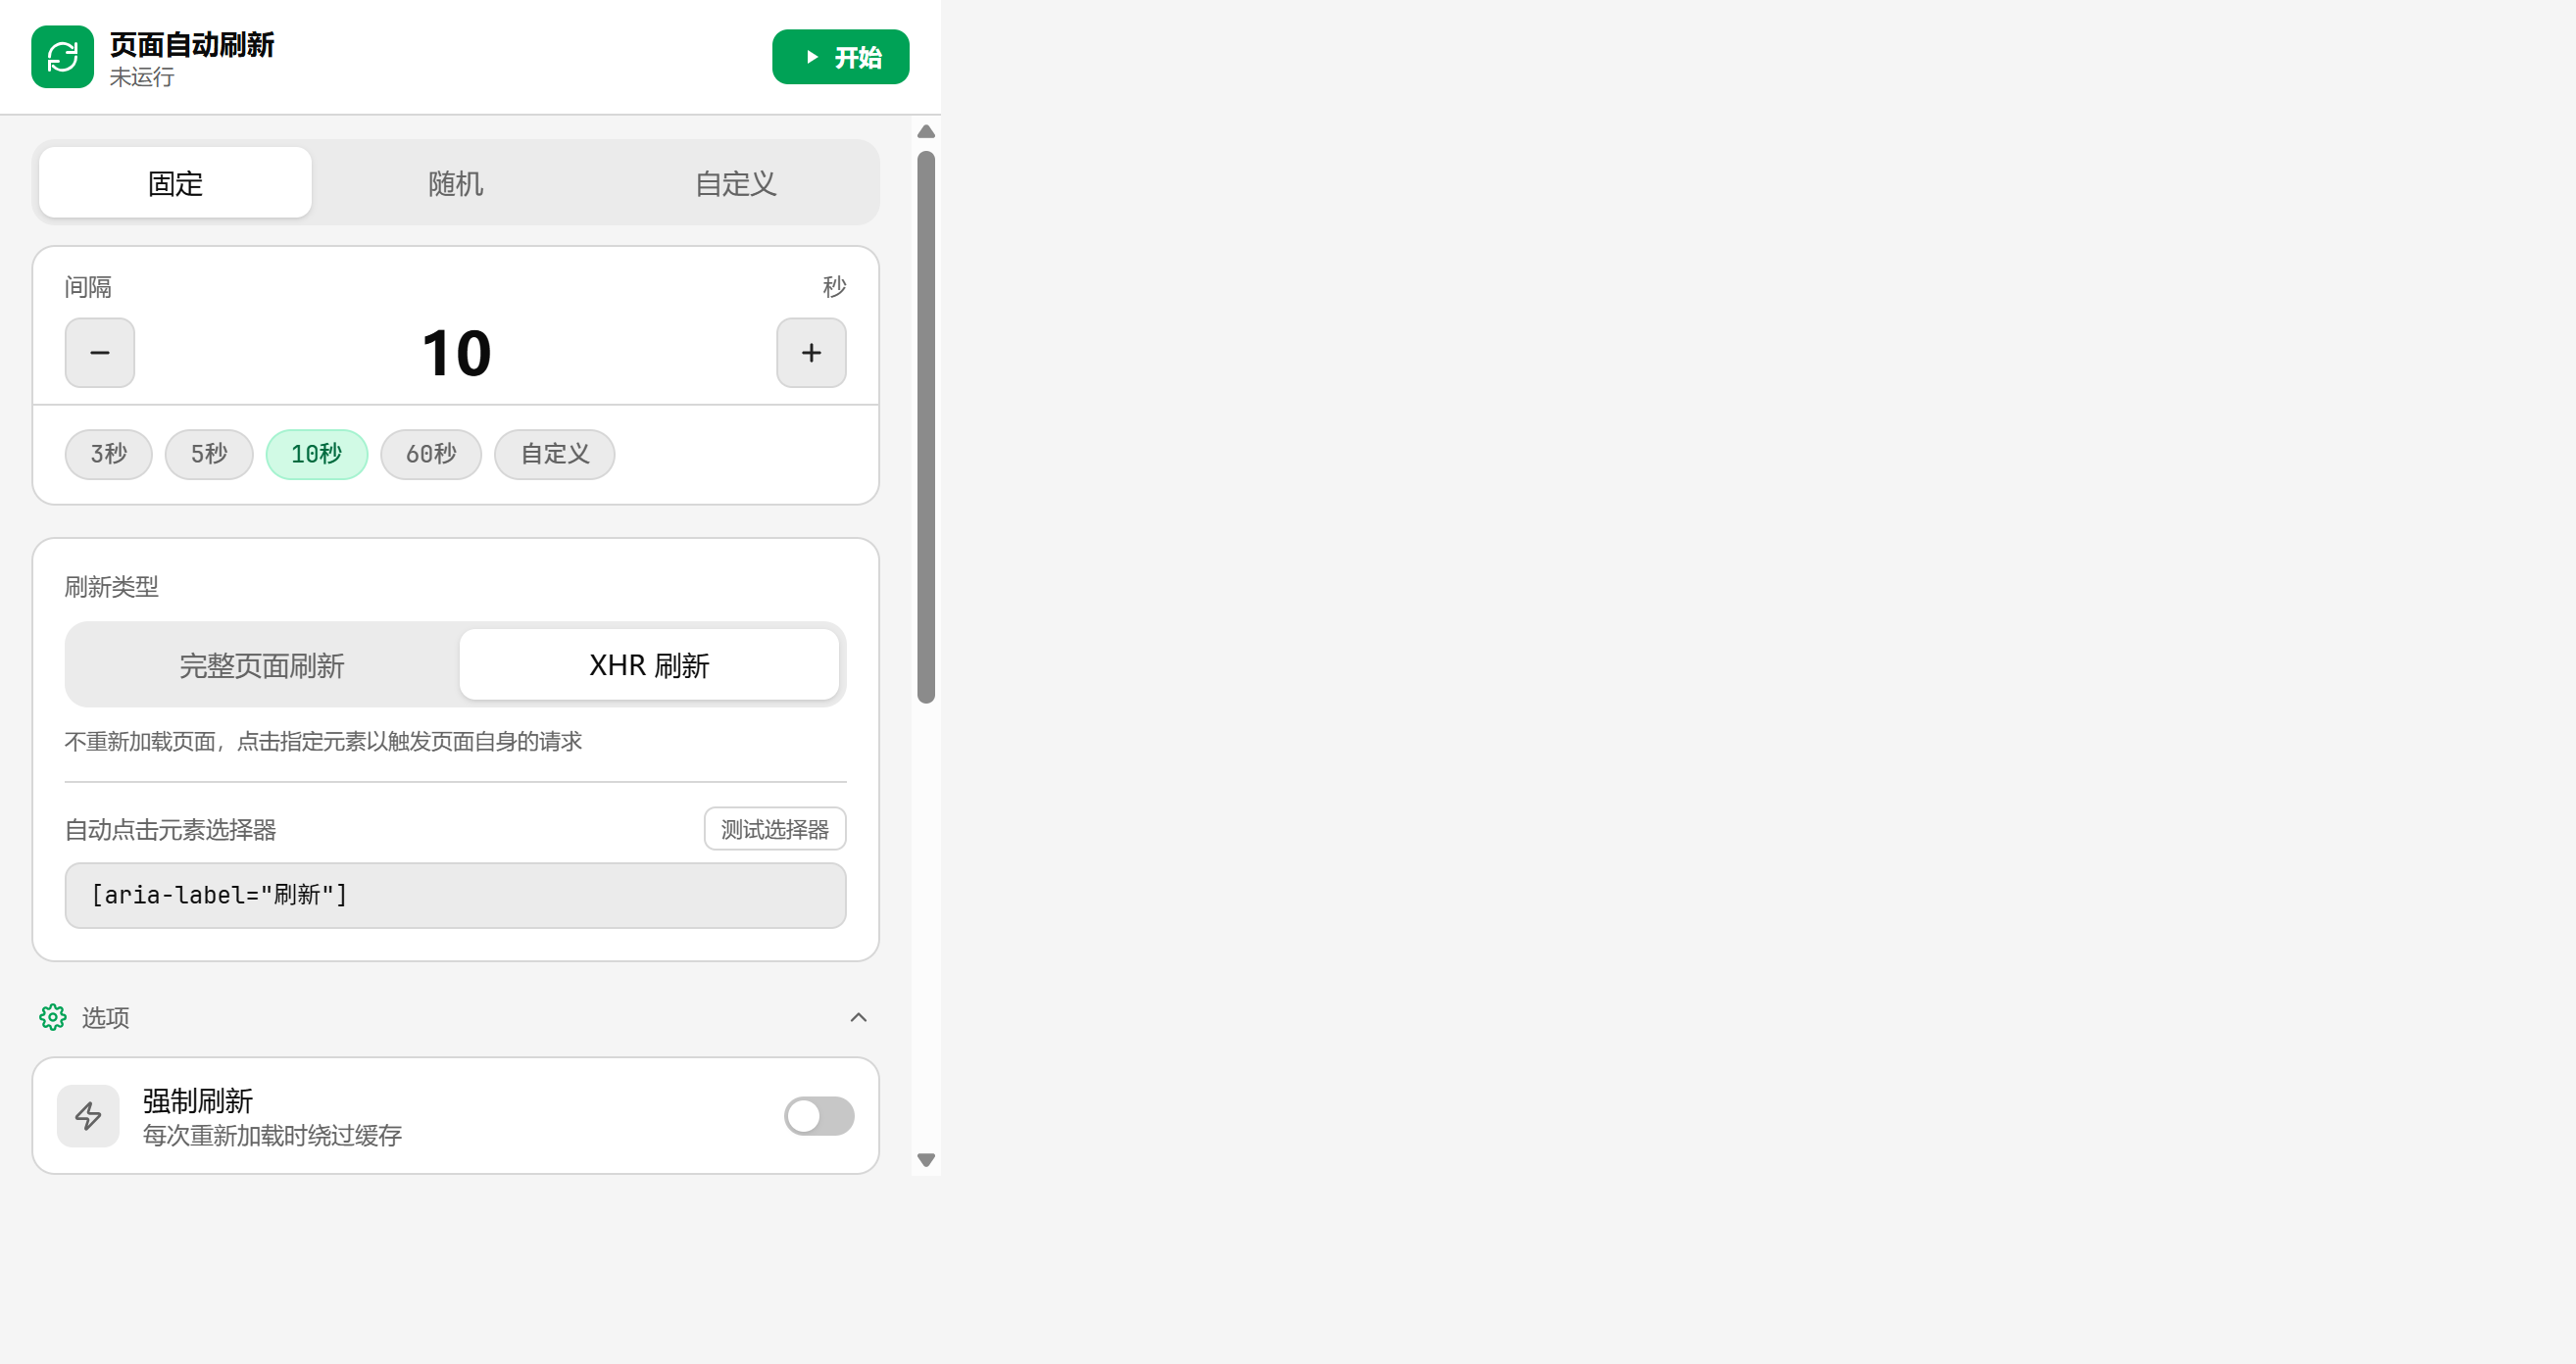 页面自动刷新
未运行
开始
固定 随机 自定义
间隔 秒
− 10 +
3秒 5秒 10秒 60秒 自定义
刷新类型
完整页面刷新 XHR 刷新
不重新加载页面，点击指定元素以触发页面自身的请求
自动点击元素选择器 测试选择器
[aria-label="刷新"]
选项
强制刷新
每次重新加载时绕过缓存